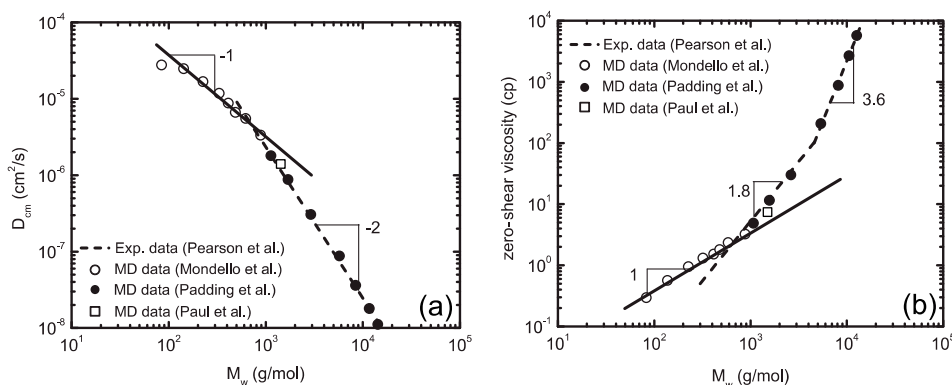 10⁻⁴
10⁻⁵
10⁻⁶
10⁻⁷
10⁻⁸
D_cm (cm²/s)
-1
-2
Exp. data (Pearson et al.)
MD data (Mondello et al.)
MD data (Padding et al.)
MD data (Paul et al.)
(a)
10¹ 10² 10³ 10⁴ 10⁵
M_w (g/mol)
10⁴
10³
10²
10¹
10⁰
10⁻¹
zero-shear viscosity (cp)
Exp. data (Pearson et al.)
MD data (Mondello et al.)
MD data (Padding et al.)
MD data (Paul et al.)
3.6
1.8
1
(b)
10¹ 10² 10³ 10⁴ 10⁵
M_w (g/mol)